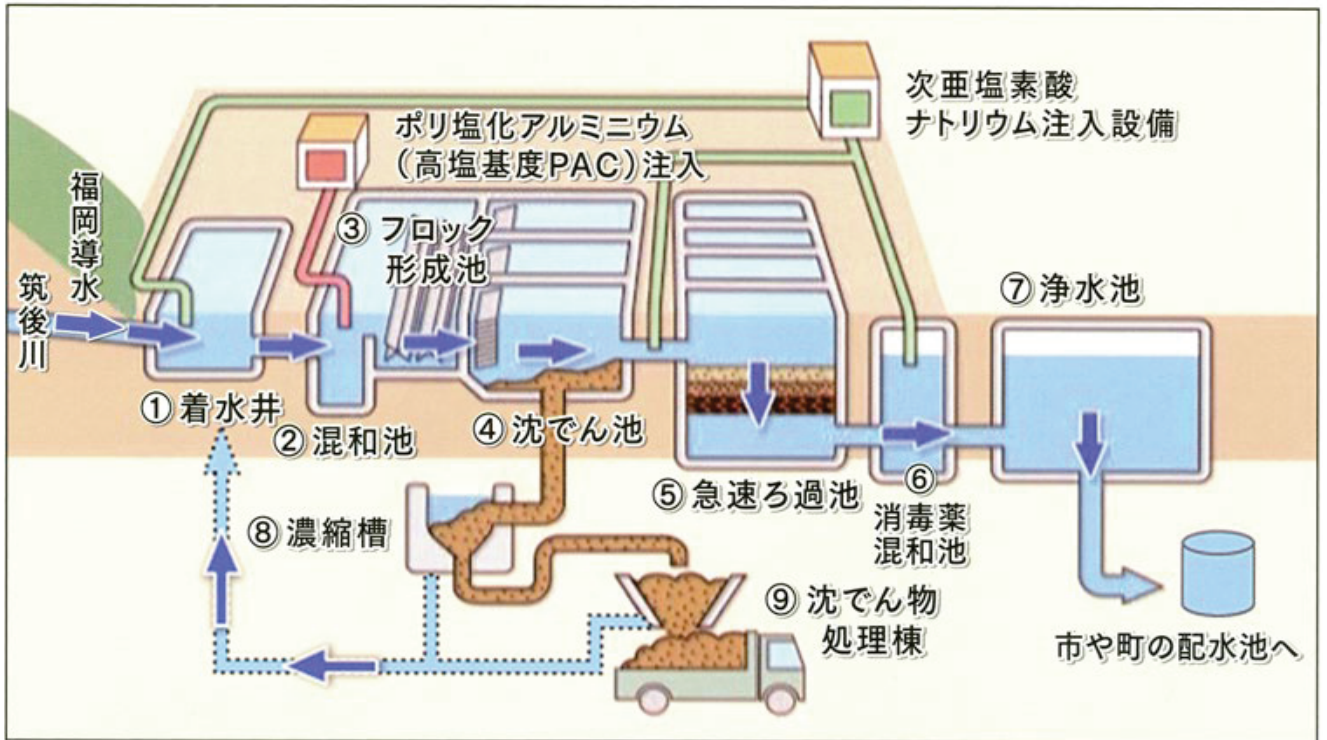 次亜塩素酸
ナトリウム注入設備
ポリ塩化アルミニウム
（高塩基度PAC）注入
福岡導水
筑後川
③ フロック
形成池
⑦ 浄水池
① 着水井
② 混和池
④ 沈でん池
⑤ 急速ろ過池
⑥
消毒薬
混和池
⑧ 濃縮槽
⑨ 沈でん物
処理棟
市や町の配水池へ